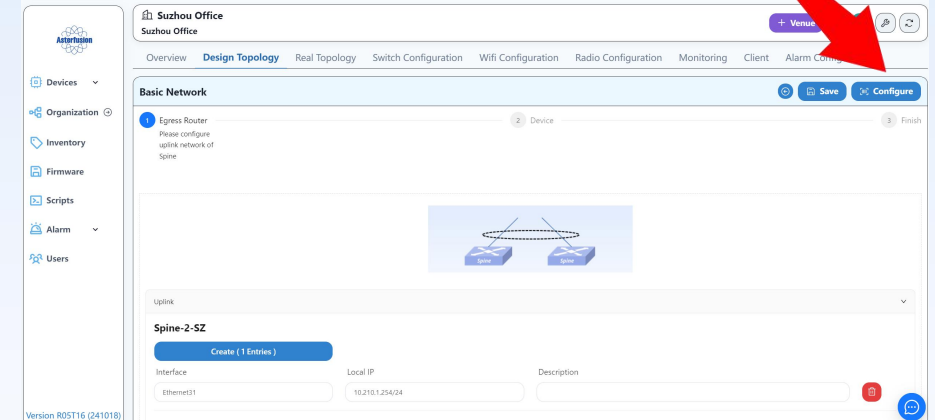 Asterfusion
Devices
Organization
Inventory
Firmware
Scripts
Alarm
Users
Version R05T16 (241018)
Suzhou Office
Suzhou Office
+ Venue
Overview Design Topology Real Topology Switch Configuration Wifi Configuration Radio Configuration Monitoring Client Alarm
Basic Network
Save Configure
1 Egress Router 2 Device 3 Finish
Please configure
uplink network of
Spine
Spine Spine
Uplink
Spine-2-SZ
Create ( 1 Entries )
Interface Local IP Description
Ethernet31 10.210.1.254/24